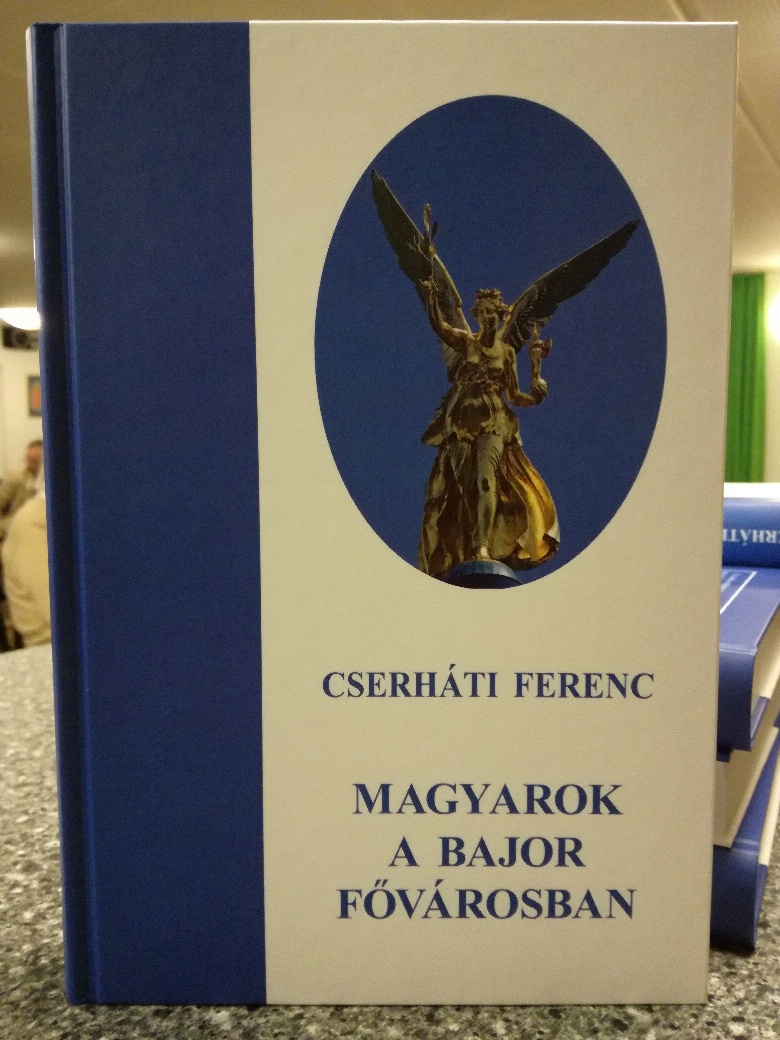 CSERHÁTI FERENC
MAGYAROK
A BAJOR
FŐVÁROSBAN